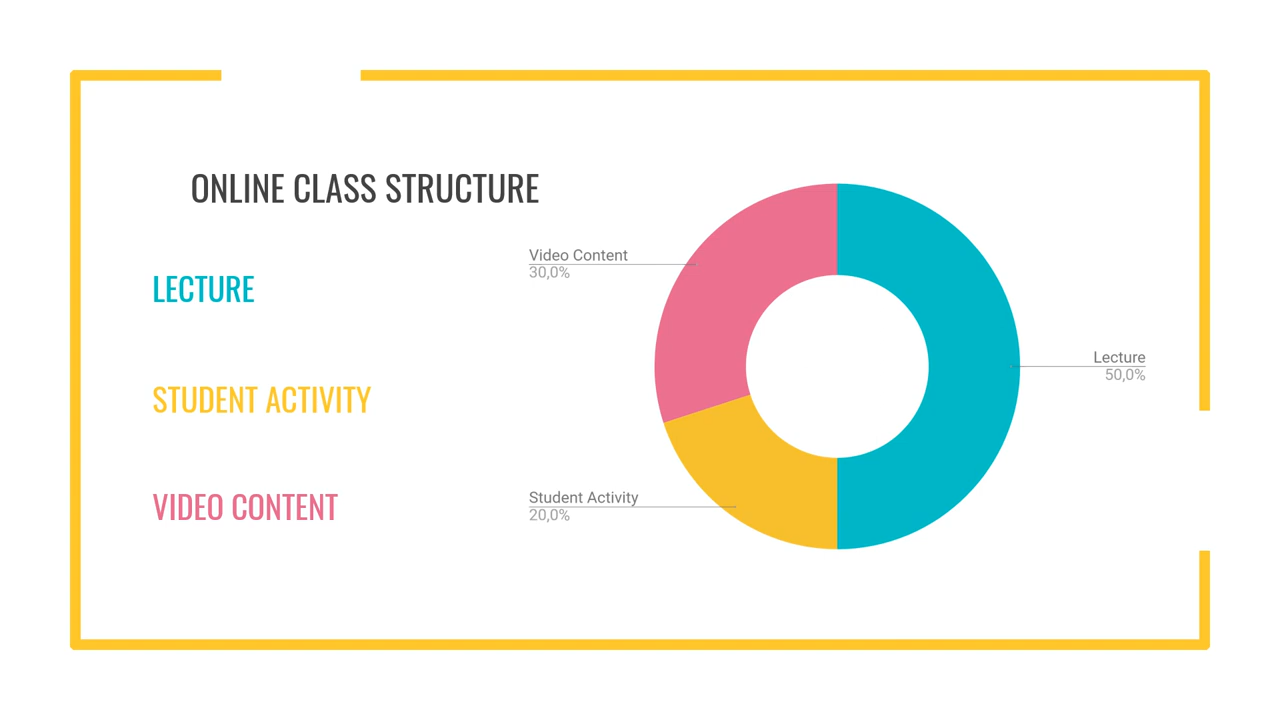 ONLINE CLASS STRUCTURE
LECTURE
STUDENT ACTIVITY
VIDEO CONTENT
Video Content
30,0%
Lecture
50,0%
Student Activity
20,0%